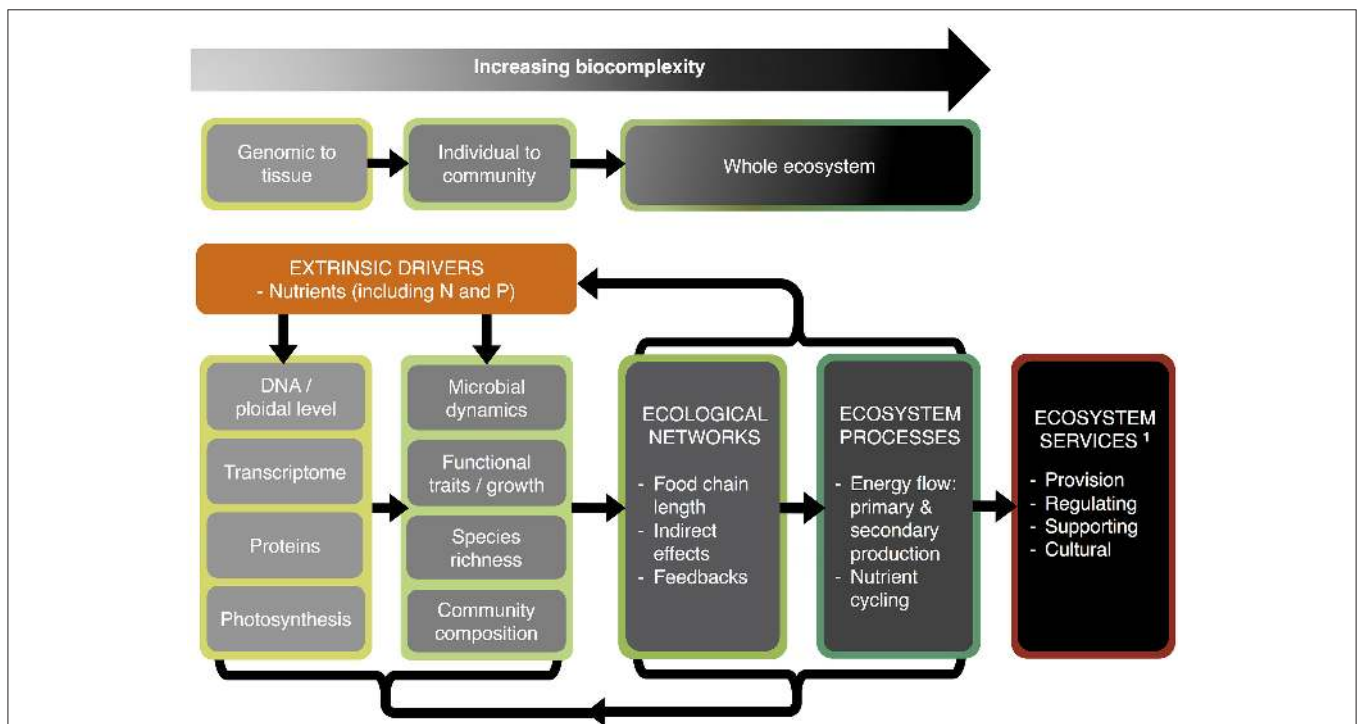 Increasing biocomplexity
Genomic to
tissue
Individual to
community
Whole ecosystem
EXTRINSIC DRIVERS
- Nutrients (including N and P)
DNA /
ploidal level
Transcriptome
Proteins
Photosynthesis
Microbial
dynamics
Functional
traits / growth
Species
richness
Community
composition
ECOLOGICAL
NETWORKS
- Food chain
length
- Indirect
effects
- Feedbacks
ECOSYSTEM
PROCESSES
- Energy flow:
primary &
secondary
production
- Nutrient
cycling
ECOSYSTEM
SERVICES ¹
- Provision
- Regulating
- Supporting
- Cultural